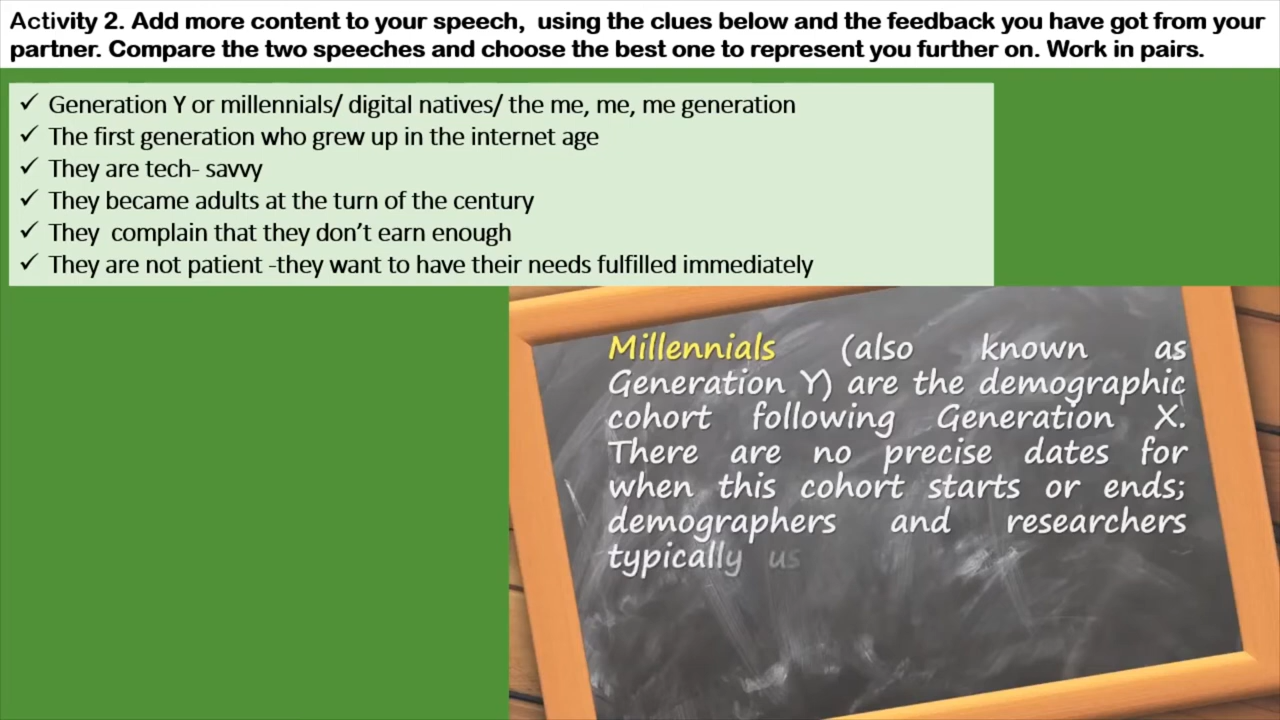 Activity 2. Add more content to your speech, using the clues below and the feedback you have got from your
partner. Compare the two speeches and choose the best one to represent you further on. Work in pairs.
✓ Generation Y or millennials/ digital natives/ the me, me, me generation
✓ The first generation who grew up in the internet age
✓ They are tech- savvy
✓ They became adults at the turn of the century
✓ They complain that they don’t earn enough
✓ They are not patient -they want to have their needs fulfilled immediately
Millennials (also known as
Generation Y) are the demographic
cohort following Generation X.
There are no precise dates for
when this cohort starts or ends;
demographers and researchers
typically us